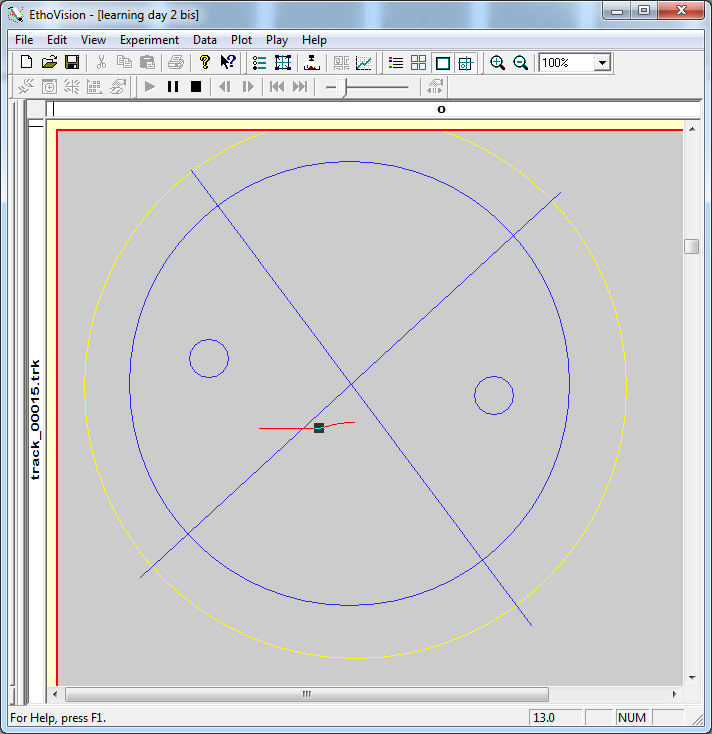 EthoVision - [learning day 2 bis]
File Edit View Experiment Data Plot Play Help
100%
o
track_00015.trk
For Help, press F1.
13.0
NUM